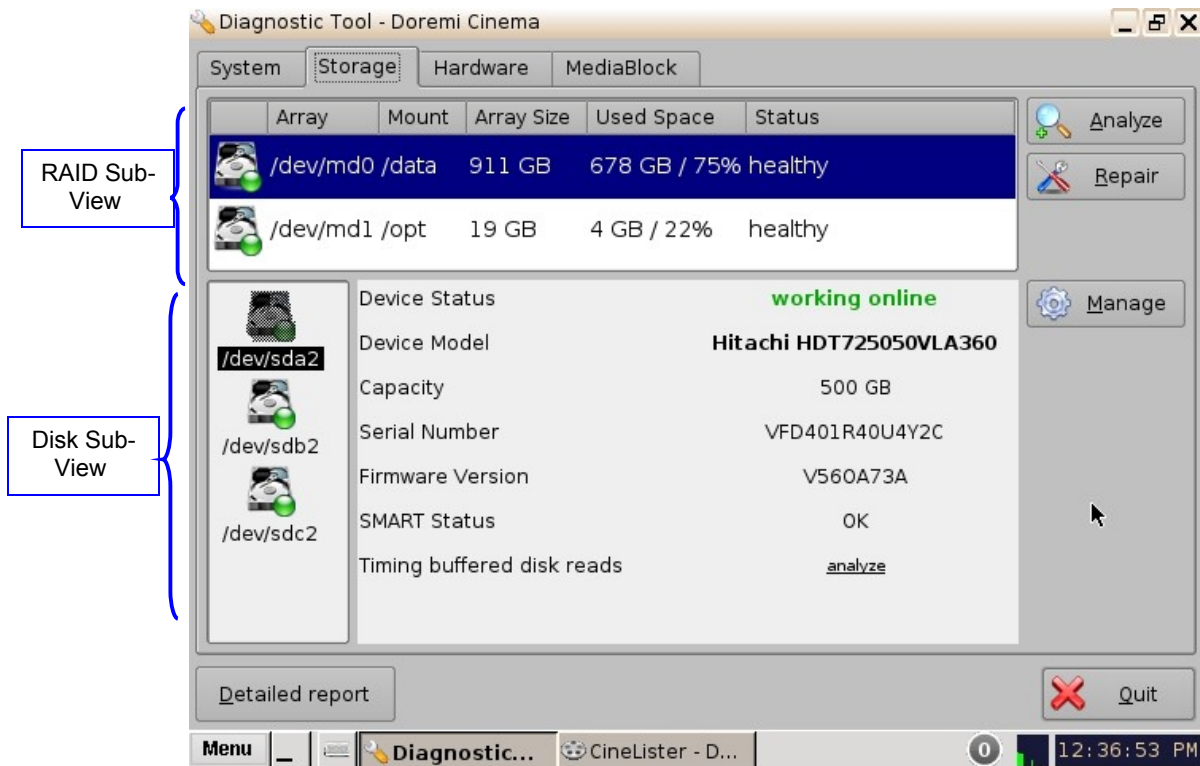 Diagnostic Tool - Doremi Cinema
System Storage Hardware MediaBlock
Array Mount Array Size Used Space Status
/dev/md0 /data 911 GB 678 GB / 75% healthy
/dev/md1 /opt 19 GB 4 GB / 22% healthy
Analyze
Repair
RAID Sub-
View
Disk Sub-
View
/dev/sda2
/dev/sdb2
/dev/sdc2
Device Status working online
Device Model Hitachi HDT725050VLA360
Capacity 500 GB
Serial Number VFD401R40U4Y2C
Firmware Version V56OA73A
SMART Status OK
Timing buffered disk reads analyze
Manage
Detailed report
Quit
Menu Diagnostic... CineLister - D... 0 12:36:53 PM